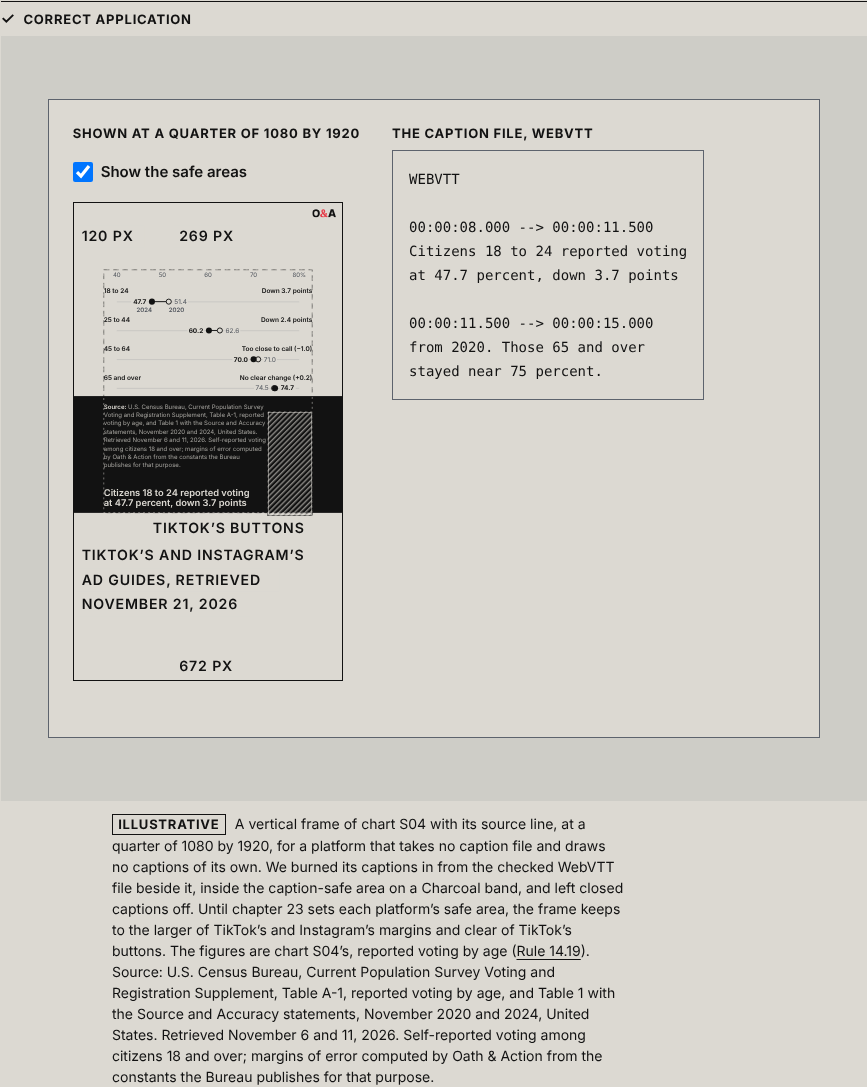 ✓ CORRECT APPLICATION
SHOWN AT A QUARTER OF 1080 BY 1920
Show the safe areas
O&A
120 PX 269 PX
40 50 60 70 80%
18 to 24 Down 3.7 points
47.7 51.4
2024 2020
25 to 44 Down 2.4 points
60.2 62.6
45 to 64 Too close to call (−1.0)
70.0 71.0
65 and over No clear change (+0.2)
74.5 74.7
Source: U.S. Census Bureau, Current Population Survey
Voting and Registration Supplement, Table A-1, reported
voting by age, and Table 1 with the Source and Accuracy
statements, November 2020 and 2024, United States.
Retrieved November 6 and 11, 2026. Self-reported voting
among citizens 18 and over; margins of error computed
by Oath & Action from the constants the Bureau
publishes for that purpose.
Citizens 18 to 24 reported voting
at 47.7 percent, down 3.7 points
TIKTOK’S BUTTONS
TIKTOK’S AND INSTAGRAM’S
AD GUIDES, RETRIEVED
NOVEMBER 21, 2026
672 PX
THE CAPTION FILE, WEBVTT
WEBVTT
00:00:08.000 --> 00:00:11.500
Citizens 18 to 24 reported voting
at 47.7 percent, down 3.7 points
00:00:11.500 --> 00:00:15.000
from 2020. Those 65 and over
stayed near 75 percent.
ILLUSTRATIVE A vertical frame of chart S04 with its source line, at a
quarter of 1080 by 1920, for a platform that takes no caption file and draws
no captions of its own. We burned its captions in from the checked WebVTT
file beside it, inside the caption-safe area on a Charcoal band, and left closed
captions off. Until chapter 23 sets each platform’s safe area, the frame keeps
to the larger of TikTok’s and Instagram’s margins and clear of TikTok’s
buttons. The figures are chart S04’s, reported voting by age (Rule 14.19).
Source: U.S. Census Bureau, Current Population Survey Voting and
Registration Supplement, Table A-1, reported voting by age, and Table 1 with
the Source and Accuracy statements, November 2020 and 2024, United
States. Retrieved November 6 and 11, 2026. Self-reported voting among
citizens 18 and over; margins of error computed by Oath & Action from the
constants the Bureau publishes for that purpose.